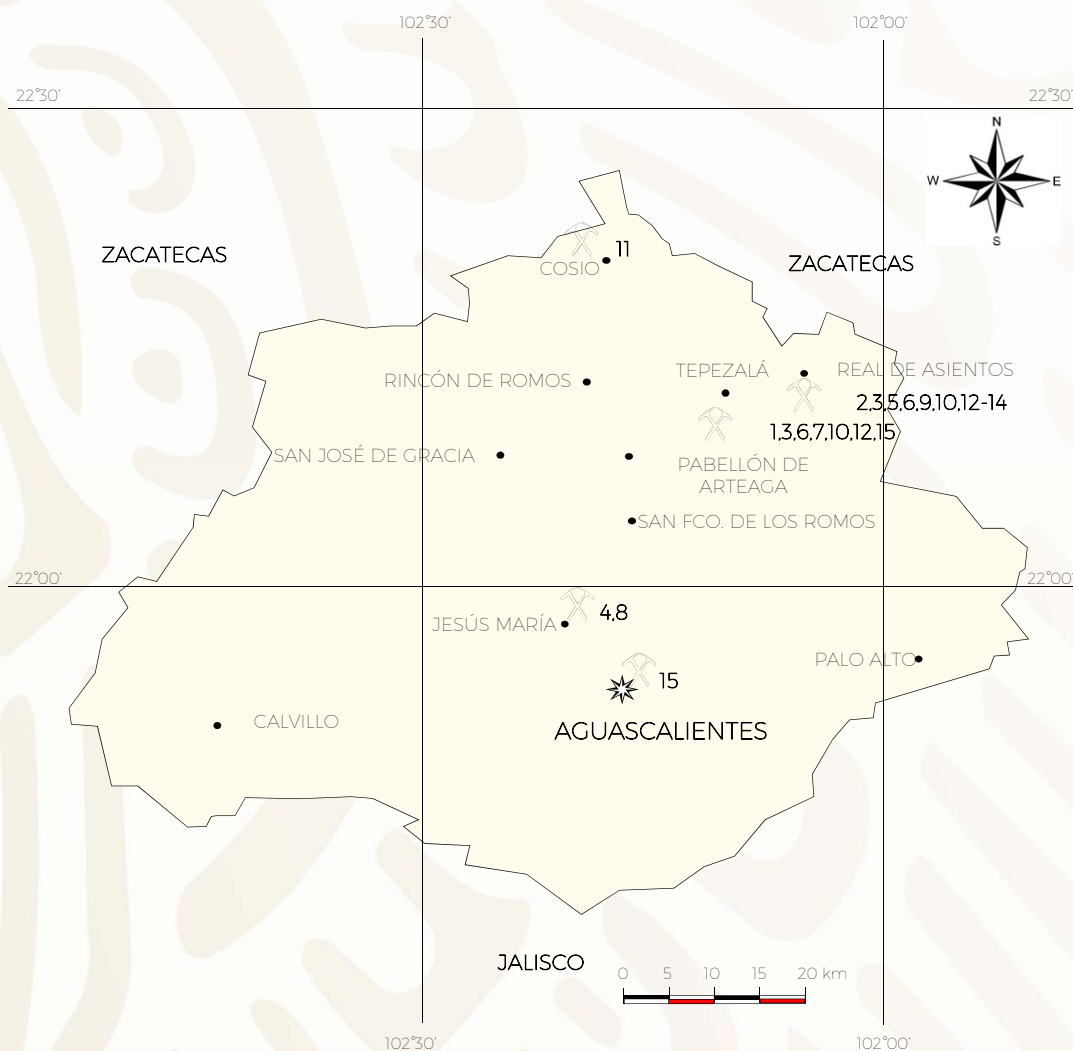 102°30'
102°00'
22°30'
22°30'
N
W
E
S
ZACATECAS
11
COSIO
ZACATECAS
TEPEZALÁ
REAL DE ASIENTOS
RINCÓN DE ROMOS
2,3,5,6,9,10,12-14
1,3,6,7,10,12,15
SAN JOSÉ DE GRACIA
PABELLÓN DE
ARTEAGA
SAN FCO. DE LOS ROMOS
22°00'
22°00'
4,8
JESÚS MARÍA
PALO ALTO
15
CALVILLO
AGUASCALIENTES
JALISCO
0 5 10 15 20 km
102°30'
102°00'